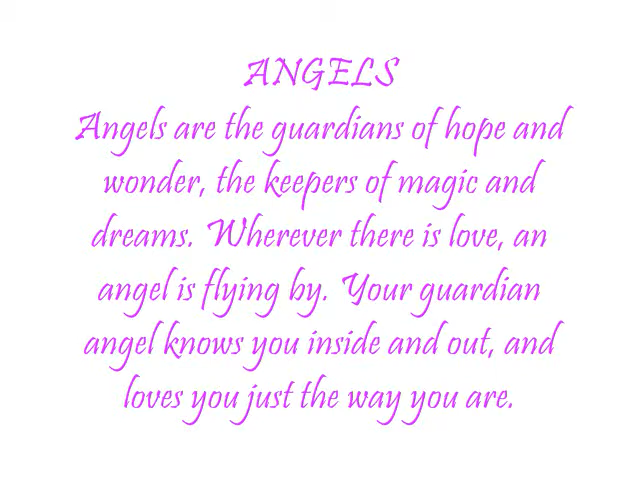 ANGELS
Angels are the guardians of hope and
wonder, the keepers of magic and
dreams. Wherever there is love, an
angel is flying by. Your guardian
angel knows you inside and out, and
loves you just the way you are.